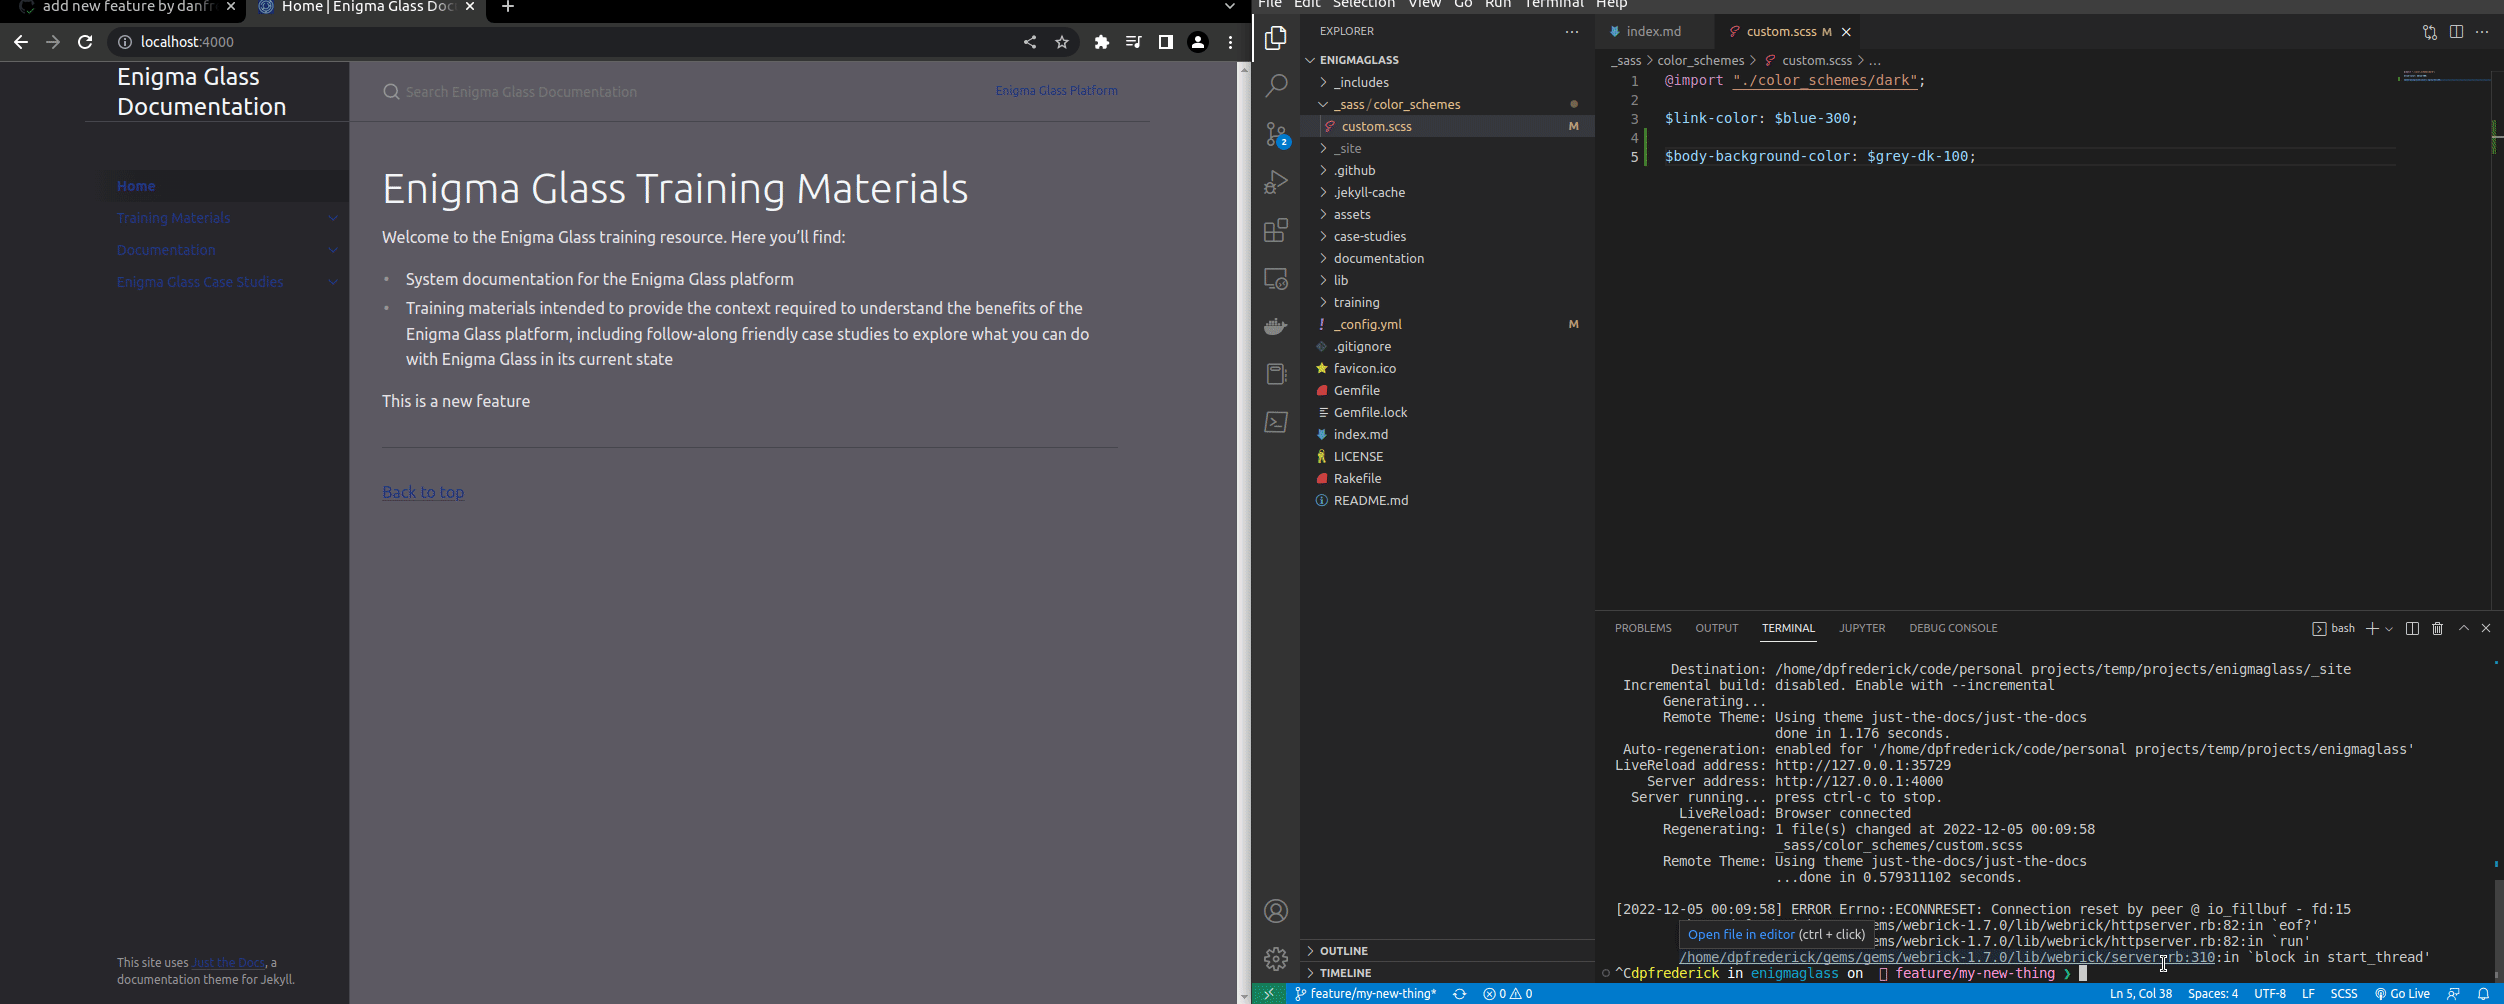 add new feature by danfr
Home | Enigma Glass Doc
localhost:4000
Enigma Glass
Documentation
Search Enigma Glass Documentation
Enigma Glass Platform
Home
Training Materials
Documentation
Enigma Glass Case Studies
Enigma Glass Training Materials
Welcome to the Enigma Glass training resource. Here you'll find:
System documentation for the Enigma Glass platform
Training materials intended to provide the context required to understand the benefits of the
Enigma Glass platform, including follow-along friendly case studies to explore what you can do
with Enigma Glass in its current state
This is a new feature
Back to top
This site uses Just the Docs, a
documentation theme for Jekyll.
File Edit Selection View Go Run Terminal Help
EXPLORER
ENIGMAGLASS
_includes
_sass/color_schemes
custom.scss M
_site
.github
.jekyll-cache
assets
case-studies
documentation
lib
training
_config.yml M
.gitignore
favicon.ico
Gemfile
Gemfile.lock
index.md
LICENSE
Rakefile
README.md
OUTLINE
TIMELINE
2
index.md
custom.scss M
_sass > color_schemes > custom.scss > ...
1 @import "./color_schemes/dark";
2
3 $link-color: $blue-300;
4
5 $body-background-color: $grey-dk-100;
PROBLEMS OUTPUT TERMINAL JUPYTER DEBUG CONSOLE
bash
Destination: /home/dpfrederick/code/personal projects/temp/projects/enigmaglass/_site
Incremental build: disabled. Enable with --incremental
Generating...
Remote Theme: Using theme just-the-docs/just-the-docs
done in 1.176 seconds.
Auto-regeneration: enabled for '/home/dpfrederick/code/personal projects/temp/projects/enigmaglass'
LiveReload address: http://127.0.0.1:35729
Server address: http://127.0.0.1:4000
Server running... press ctrl-c to stop.
LiveReload: Browser connected
Regenerating: 1 file(s) changed at 2022-12-05 00:09:58
_sass/color_schemes/custom.scss
Remote Theme: Using theme just-the-docs/just-the-docs
...done in 0.579311102 seconds.
[2022-12-05 00:09:58] ERROR Errno::ECONNRESET: Connection reset by peer @ io_fillbuf - fd:15
ems/webrick-1.7.0/lib/webrick/httpserver.rb:82:in `eof?'
Open file in editor (ctrl + click)
ems/webrick-1.7.0/lib/webrick/httpserver.rb:82:in `run'
/home/dpfrederick/gems/gems/webrick-1.7.0/lib/webrick/server.rb:310:in `block in start_thread'
^Cdpfrederick in enigmaglass on feature/my-new-thing ❯
feature/my-new-thing* 0 0
Ln 5, Col 38 Spaces: 4 UTF-8 LF SCSS Go Live